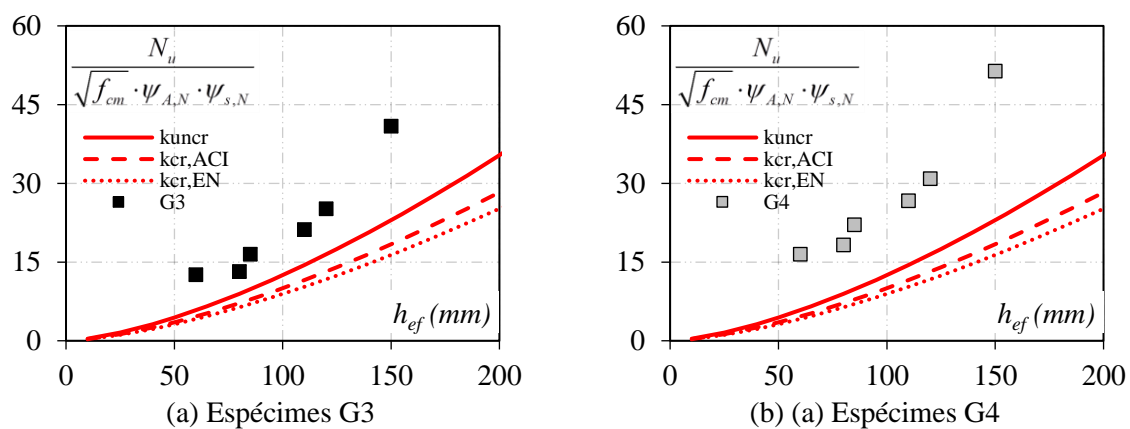 60
45
30
15
0
N_u
√f_cm · ψ_A,N · ψ_s,N
kuncr
kcr,ACI
kcr,EN
G3
h_ef (mm)
0 50 100 150 200
(a) Espécimes G3
60
45
30
15
0
N_u
√f_cm · ψ_A,N · ψ_s,N
kuncr
kcr,ACI
kcr,EN
G4
h_ef (mm)
0 50 100 150 200
(b) (a) Espécimes G4